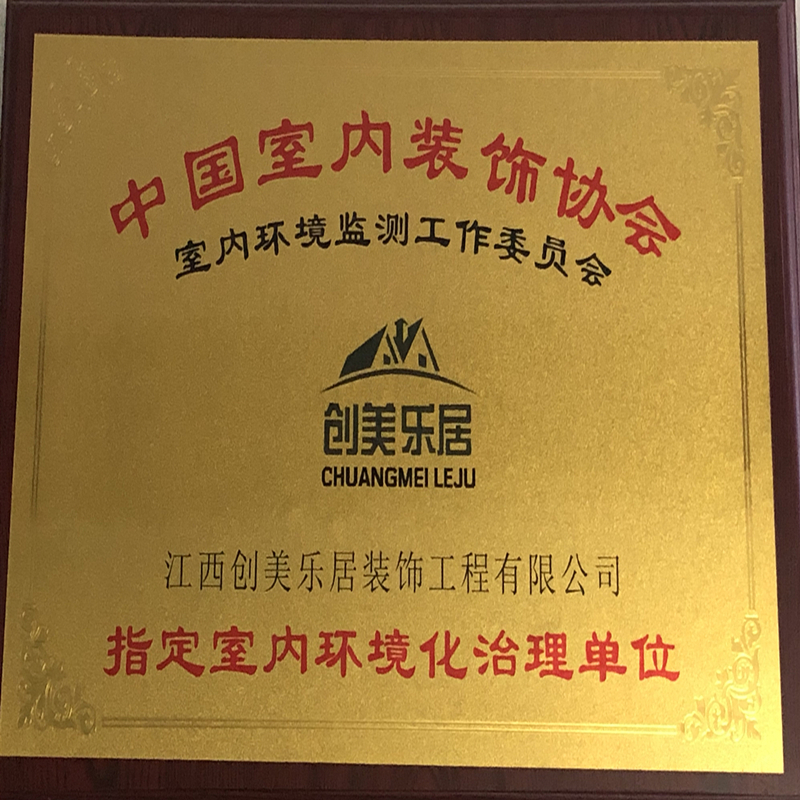 中国室内装饰协会
室内环境监测工作委员会
创美乐居
CHUANGMEI LEJU
江西创美乐居装饰工程有限公司
指定室内环境化治理单位